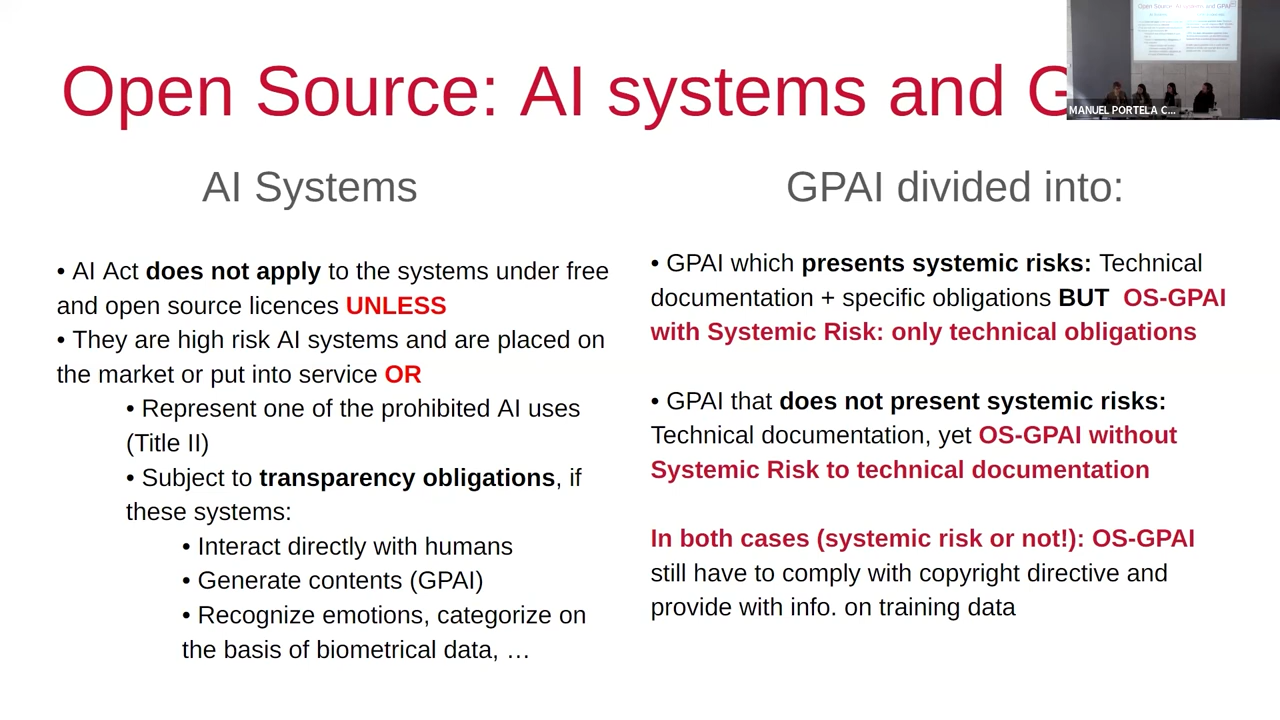 Open Source: AI systems and G
MANUEL PORTELA C...
AI Systems
• AI Act does not apply to the systems under free
and open source licences UNLESS
• They are high risk AI systems and are placed on
the market or put into service OR
• Represent one of the prohibited AI uses
(Title II)
• Subject to transparency obligations, if
these systems:
• Interact directly with humans
• Generate contents (GPAI)
• Recognize emotions, categorize on
the basis of biometrical data, …
GPAI divided into:
• GPAI which presents systemic risks: Technical
documentation + specific obligations BUT OS-GPAI
with Systemic Risk: only technical obligations
• GPAI that does not present systemic risks:
Technical documentation, yet OS-GPAI without
Systemic Risk to technical documentation
In both cases (systemic risk or not!): OS-GPAI
still have to comply with copyright directive and
provide with info. on training data
Open Source: AI systems and GPAI